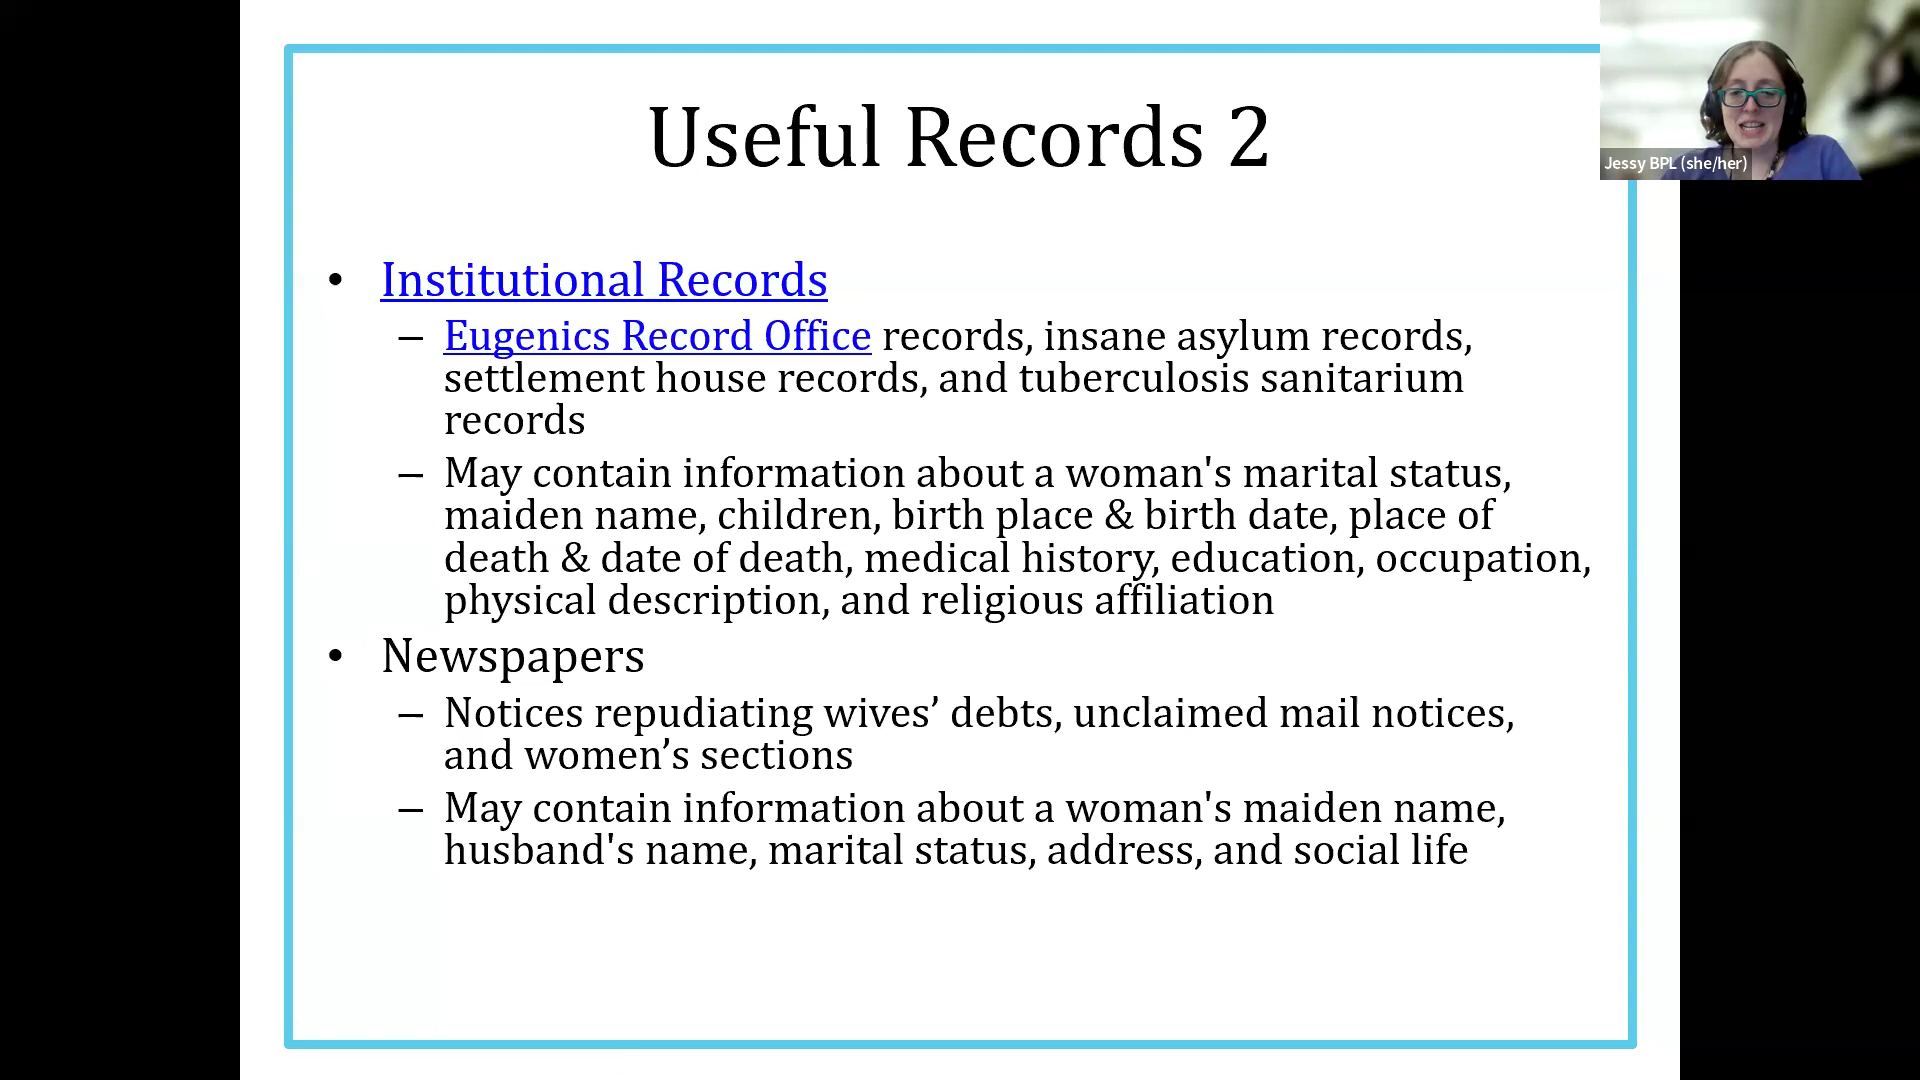 Useful Records 2
Jessy BPL (she/her)
• Institutional Records
– Eugenics Record Office records, insane asylum records,
settlement house records, and tuberculosis sanitarium
records
– May contain information about a woman's marital status,
maiden name, children, birth place & birth date, place of
death & date of death, medical history, education, occupation,
physical description, and religious affiliation
• Newspapers
– Notices repudiating wives’ debts, unclaimed mail notices,
and women’s sections
– May contain information about a woman's maiden name,
husband's name, marital status, address, and social life